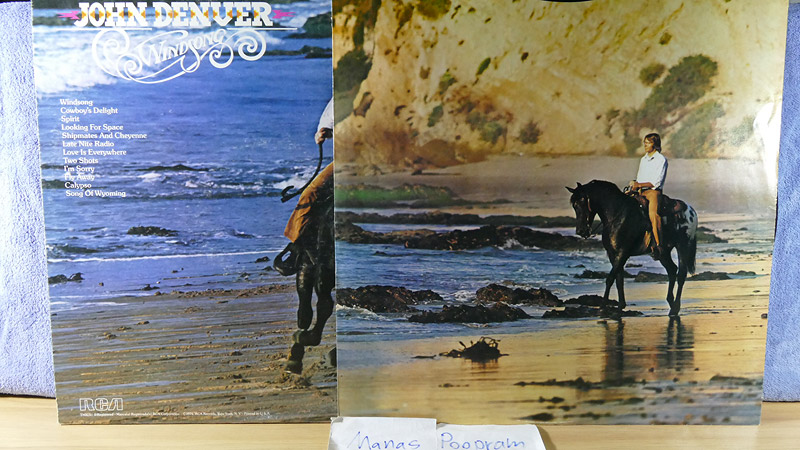 JOHN DENVER
WINDSONG
Windsong
Cowboy's Delight
Spirit
Looking For Space
Shipmates And Cheyenne
Late Nite Radio
Love Is Everywhere
Two Shots
I'm Sorry
Fly Away
Calypso
Song Of Wyoming
RCA
Manas Poooram